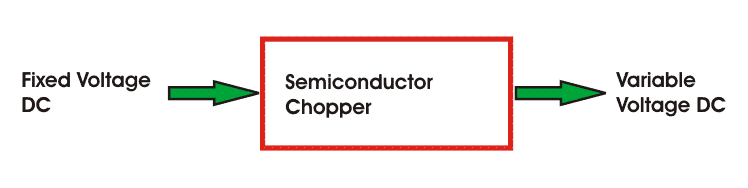 Fixed Voltage
DC
Semiconductor
Chopper
Variable
Voltage DC